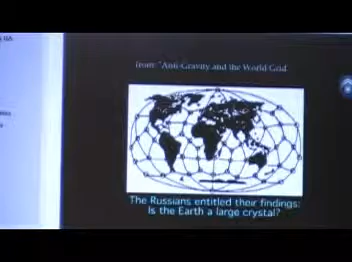 from: "Anti-Gravity and the World Grid"
The Russians entitled their findings:
Is the Earth a large crystal?